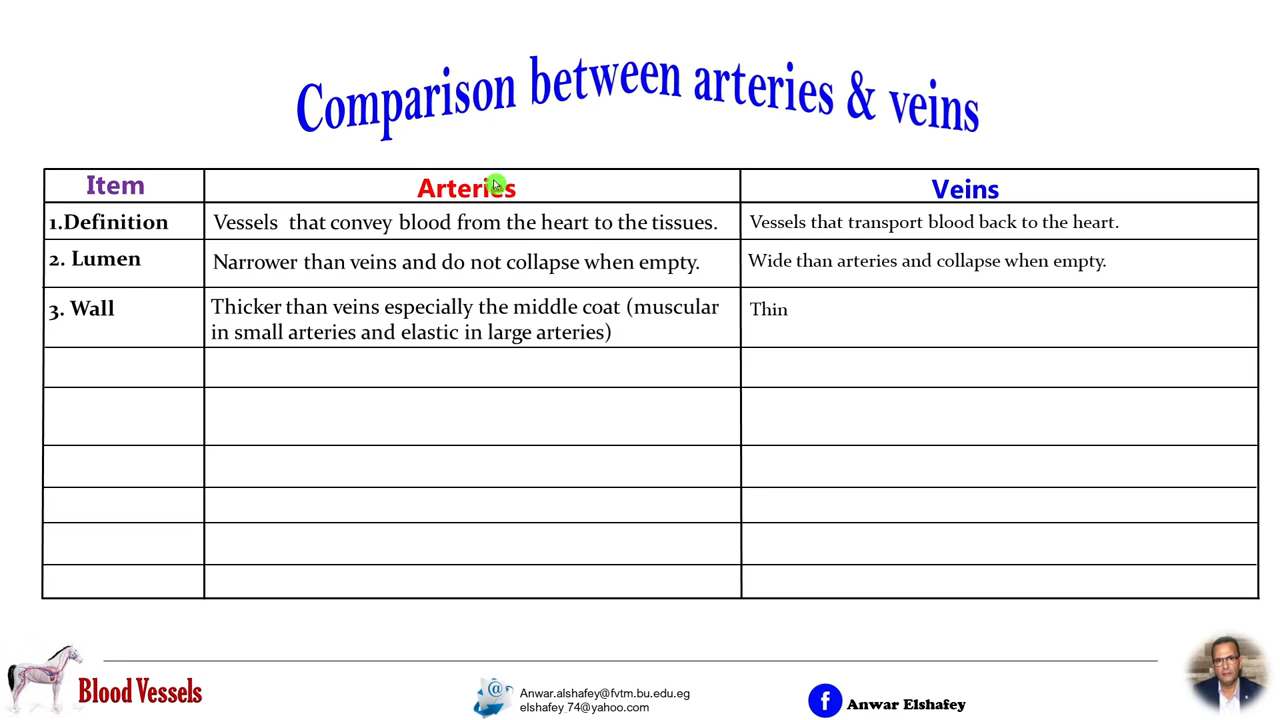 Comparison between arteries & veins
Item Arteries Veins
1.Definition Vessels that convey blood from the heart to the tissues. Vessels that transport blood back to the heart.
2. Lumen Narrower than veins and do not collapse when empty. Wide than arteries and collapse when empty.
3. Wall Thicker than veins especially the middle coat (muscular Thin
in small arteries and elastic in large arteries)
Blood Vessels
@
Anwar.alshafey@fvtm.bu.edu.eg
elshafey_74@yahoo.com
f Anwar Elshafey